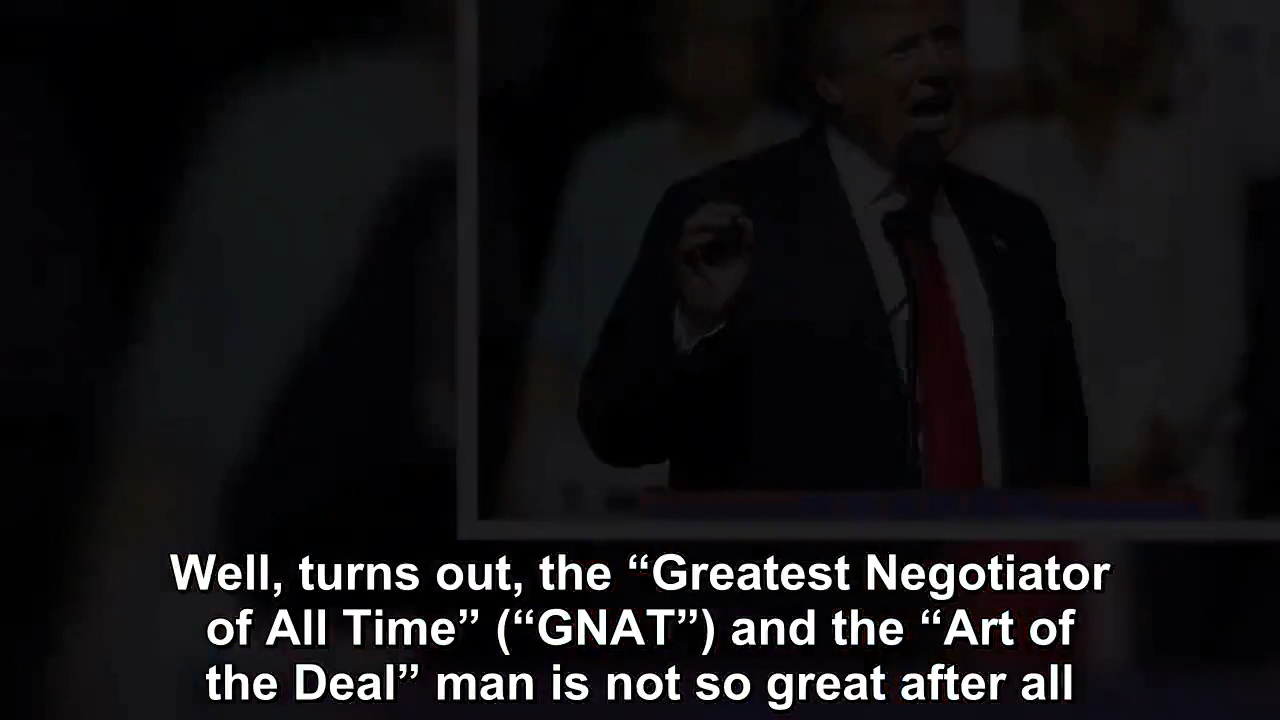 Well, turns out, the “Greatest Negotiator
of All Time” (“GNAT”) and the “Art of
the Deal” man is not so great after all